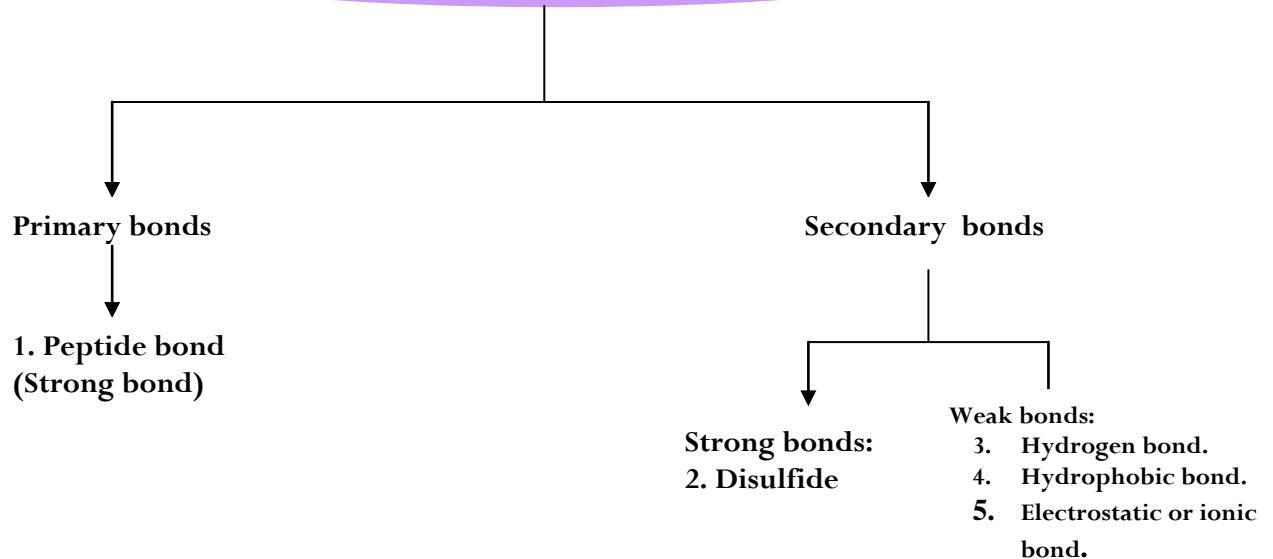 Primary bonds
Secondary bonds
1. Peptide bond
(Strong bond)
Strong bonds:
2. Disulfide
Weak bonds:
3. Hydrogen bond.
4. Hydrophobic bond.
5. Electrostatic or ionic
bond.